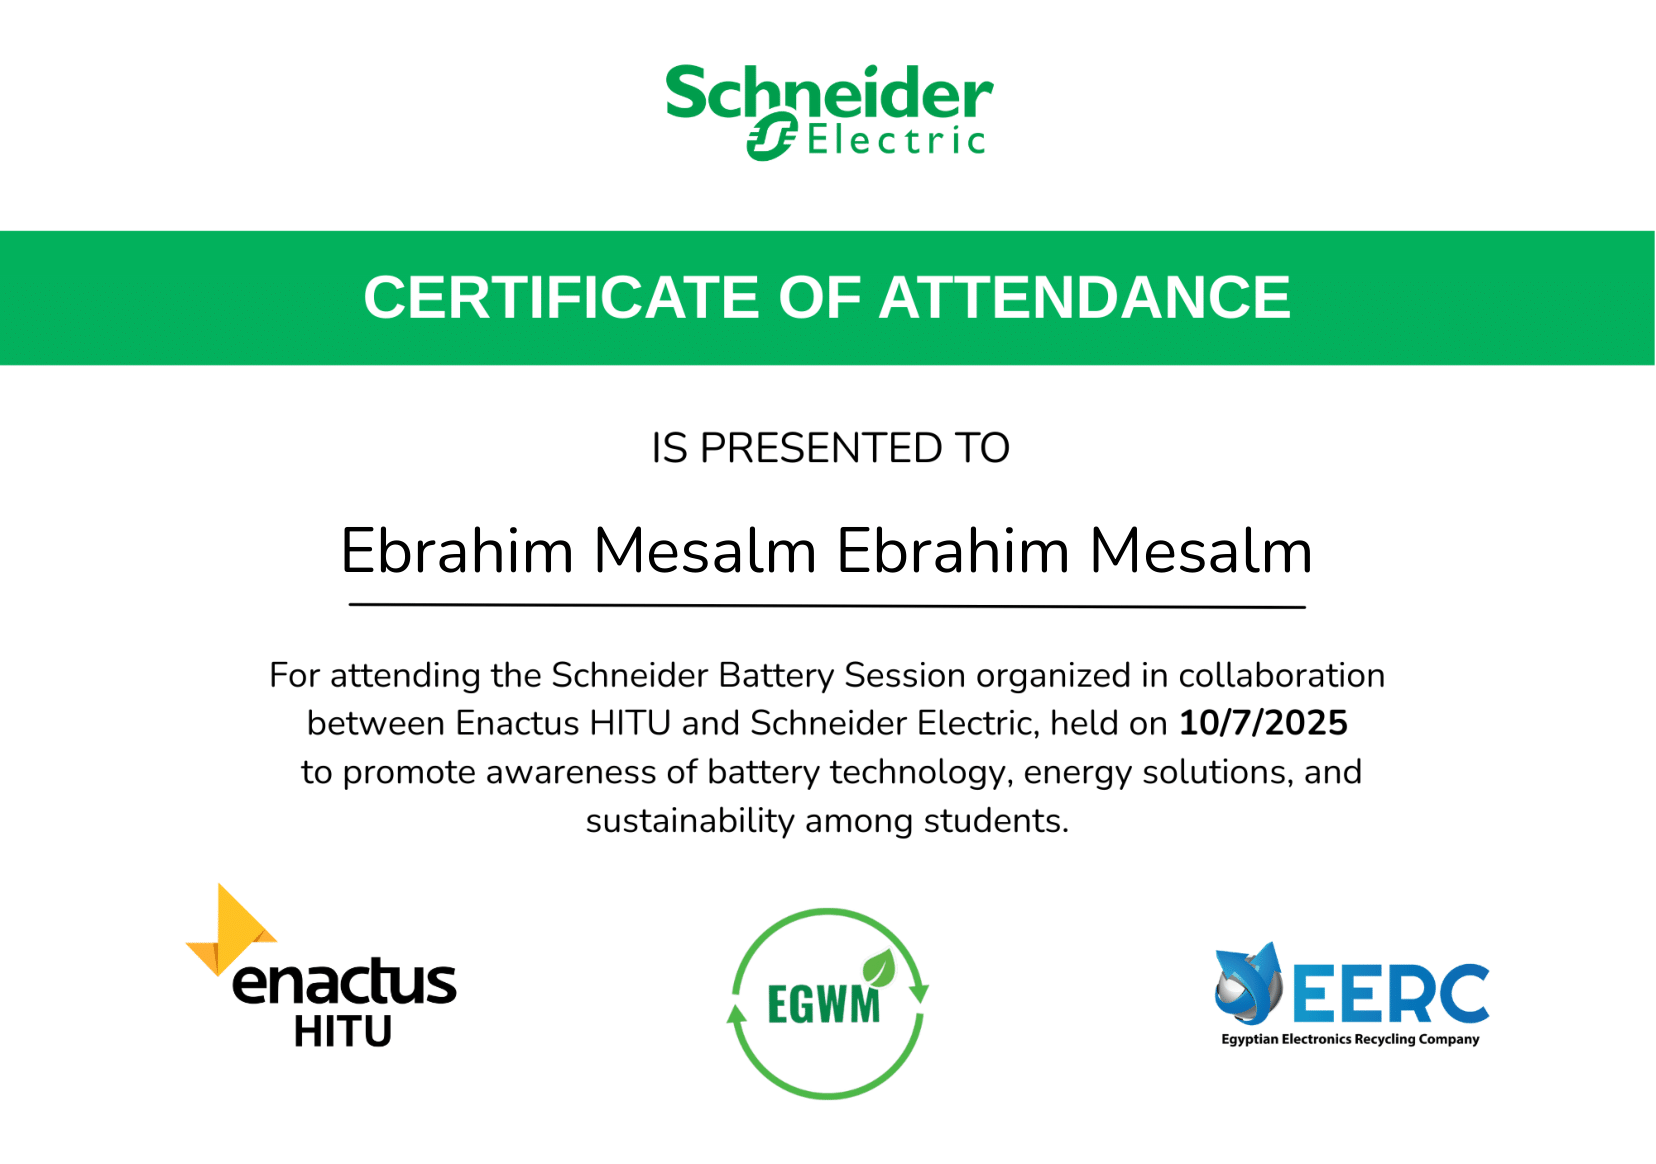 Schneider
Electric
CERTIFICATE OF ATTENDANCE
IS PRESENTED TO
Ebrahim Mesalm Ebrahim Mesalm
For attending the Schneider Battery Session organized in collaboration
between Enactus HITU and Schneider Electric, held on 10/7/2025
to promote awareness of battery technology, energy solutions, and
sustainability among students.
enactus
HITU
EGWM
EERC
Egyptian Electronics Recycling Company